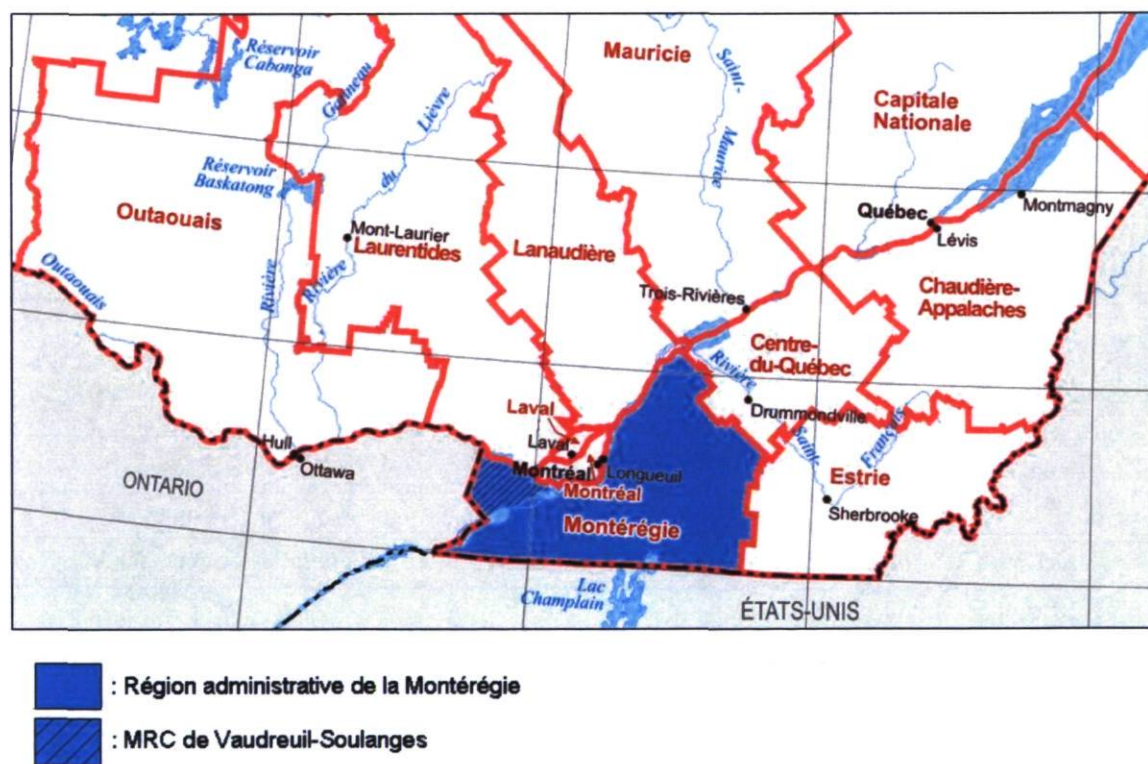 Réservoir
Cabonga
Gatineau
Lièvre
du
Rivière
Mauricie
Saint-
Maurice
Capitale
Nationale
Réservoir
Baskatong
Outaouais
Mont-Laurier
Laurentides
Lanaudière
Québec
Lévis
Montmagny
Outaouais
Rivière
Trois-Rivières
Chaudière-
Appalaches
Centre-
du-Québec
Rivière
Saint-
François
Drummondville
Laval
Laval
Hull
Ottawa
Montréal
Longueuil
Montréal
Estrie
Sherbrooke
ONTARIO
Montérégie
Lac
Champlain
ÉTATS-UNIS
: Région administrative de la Montérégie
: MRC de Vaudreuil-Soulanges